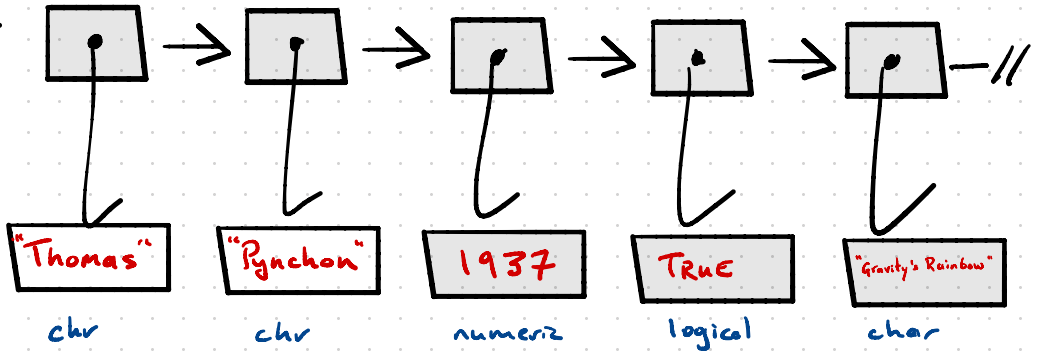 "Thomas" "Pynchon" 1937 TRUE "Gravity's Rainbow"
chr chr numeric logical char